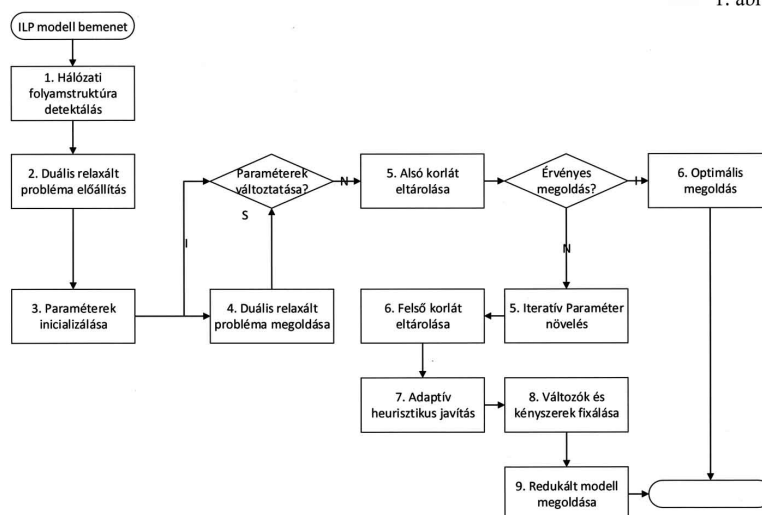 1. ábr
ILP modell bemenet
1. Hálózati
folyamstruktúra
detektálás
2. Duális relaxált
probléma előállítás
3. Paraméterek
inicializálása
I
S
Paraméterek
változtatása?
N
4. Duális relaxált
probléma megoldása
5. Alsó korlát
eltárolása
Érvényes
megoldás?
I
6. Optimális
megoldás
N
5. Iteratív Paraméter
növelés
6. Felső korlát
eltárolása
7. Adaptív
heurisztikus javítás
8. Változók és
kényszerek fixálása
9. Redukált modell
megoldása